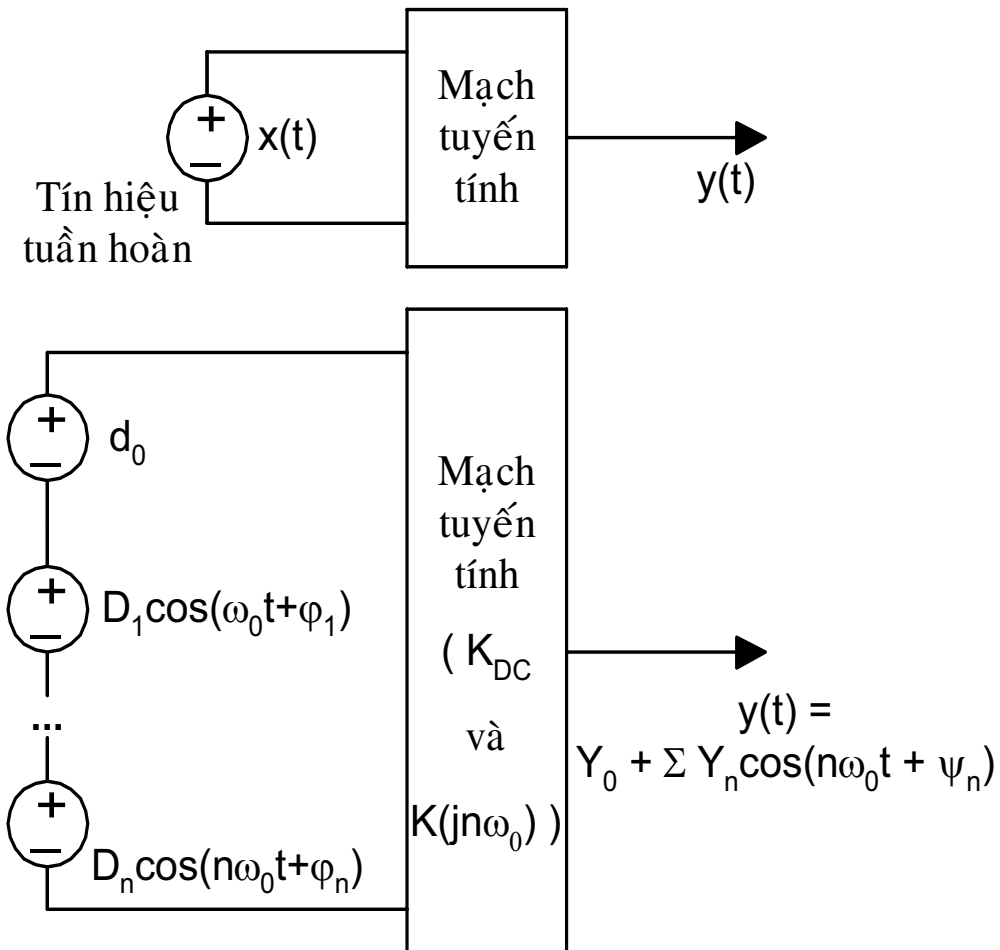 Mạch
tuyến
tính
+
x(t)
−
y(t)
Tín hiệu
tuần hoàn
+
d₀
−
Mạch
tuyến
tính
+
D₁cos(ω₀t+φ₁)
−
( K_DC
...
và
y(t) =
Y₀ + Σ Yₙcos(nω₀t + ψₙ)
+
K(jnω₀) )
−
Dₙcos(nω₀t+φₙ)